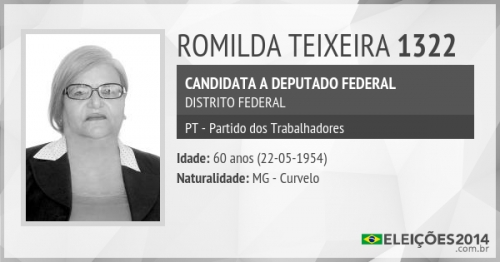 ROMILDA TEIXEIRA 1322
CANDIDATA A DEPUTADO FEDERAL
DISTRITO FEDERAL
PT - Partido dos Trabalhadores
Idade: 60 anos (22-05-1954)
Naturalidade: MG - Curvelo
ELEIÇÕES2014
.com.br